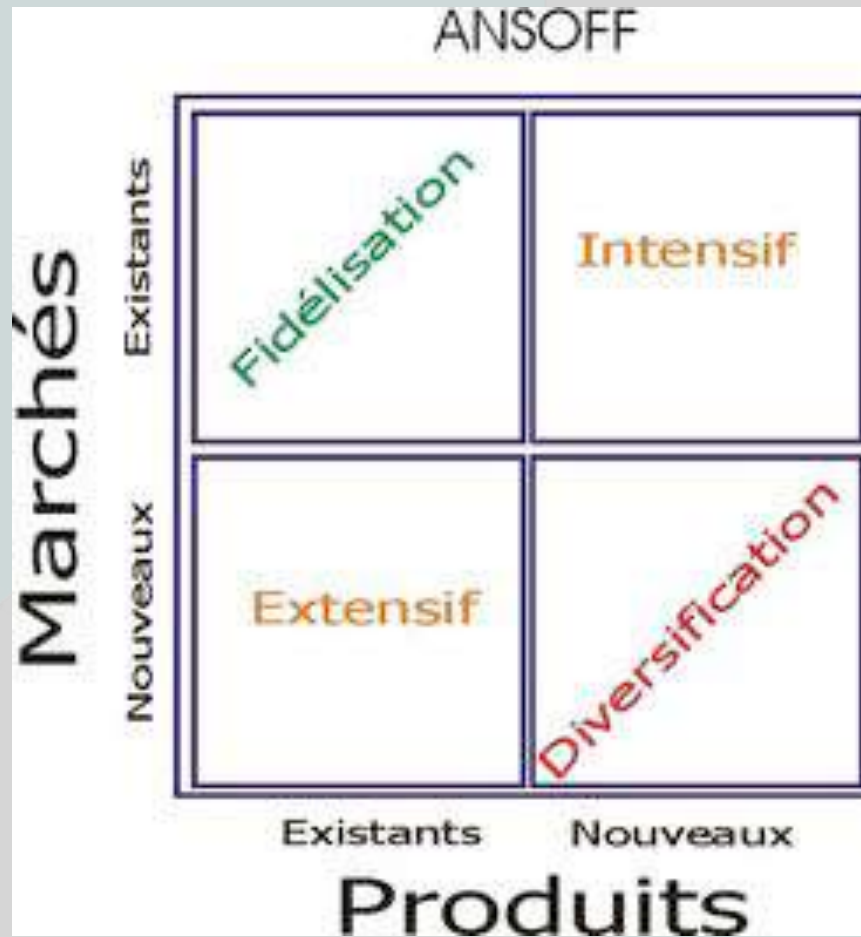 ANSOFF
Marchés
Existants
Fidélisation
Intensif
Nouveaux
Extensif
Diversification
Existants Nouveaux
Produits